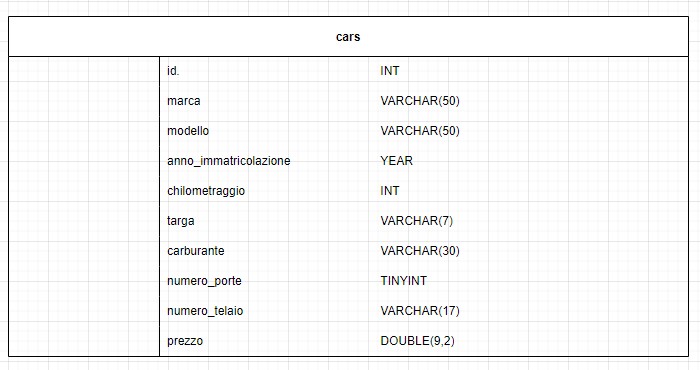 cars
id. INT
marca VARCHAR(50)
modello VARCHAR(50)
anno_immatricolazione YEAR
chilometraggio INT
targa VARCHAR(7)
carburante VARCHAR(30)
numero_porte TINYINT
numero_telaio VARCHAR(17)
prezzo DOUBLE(9,2)